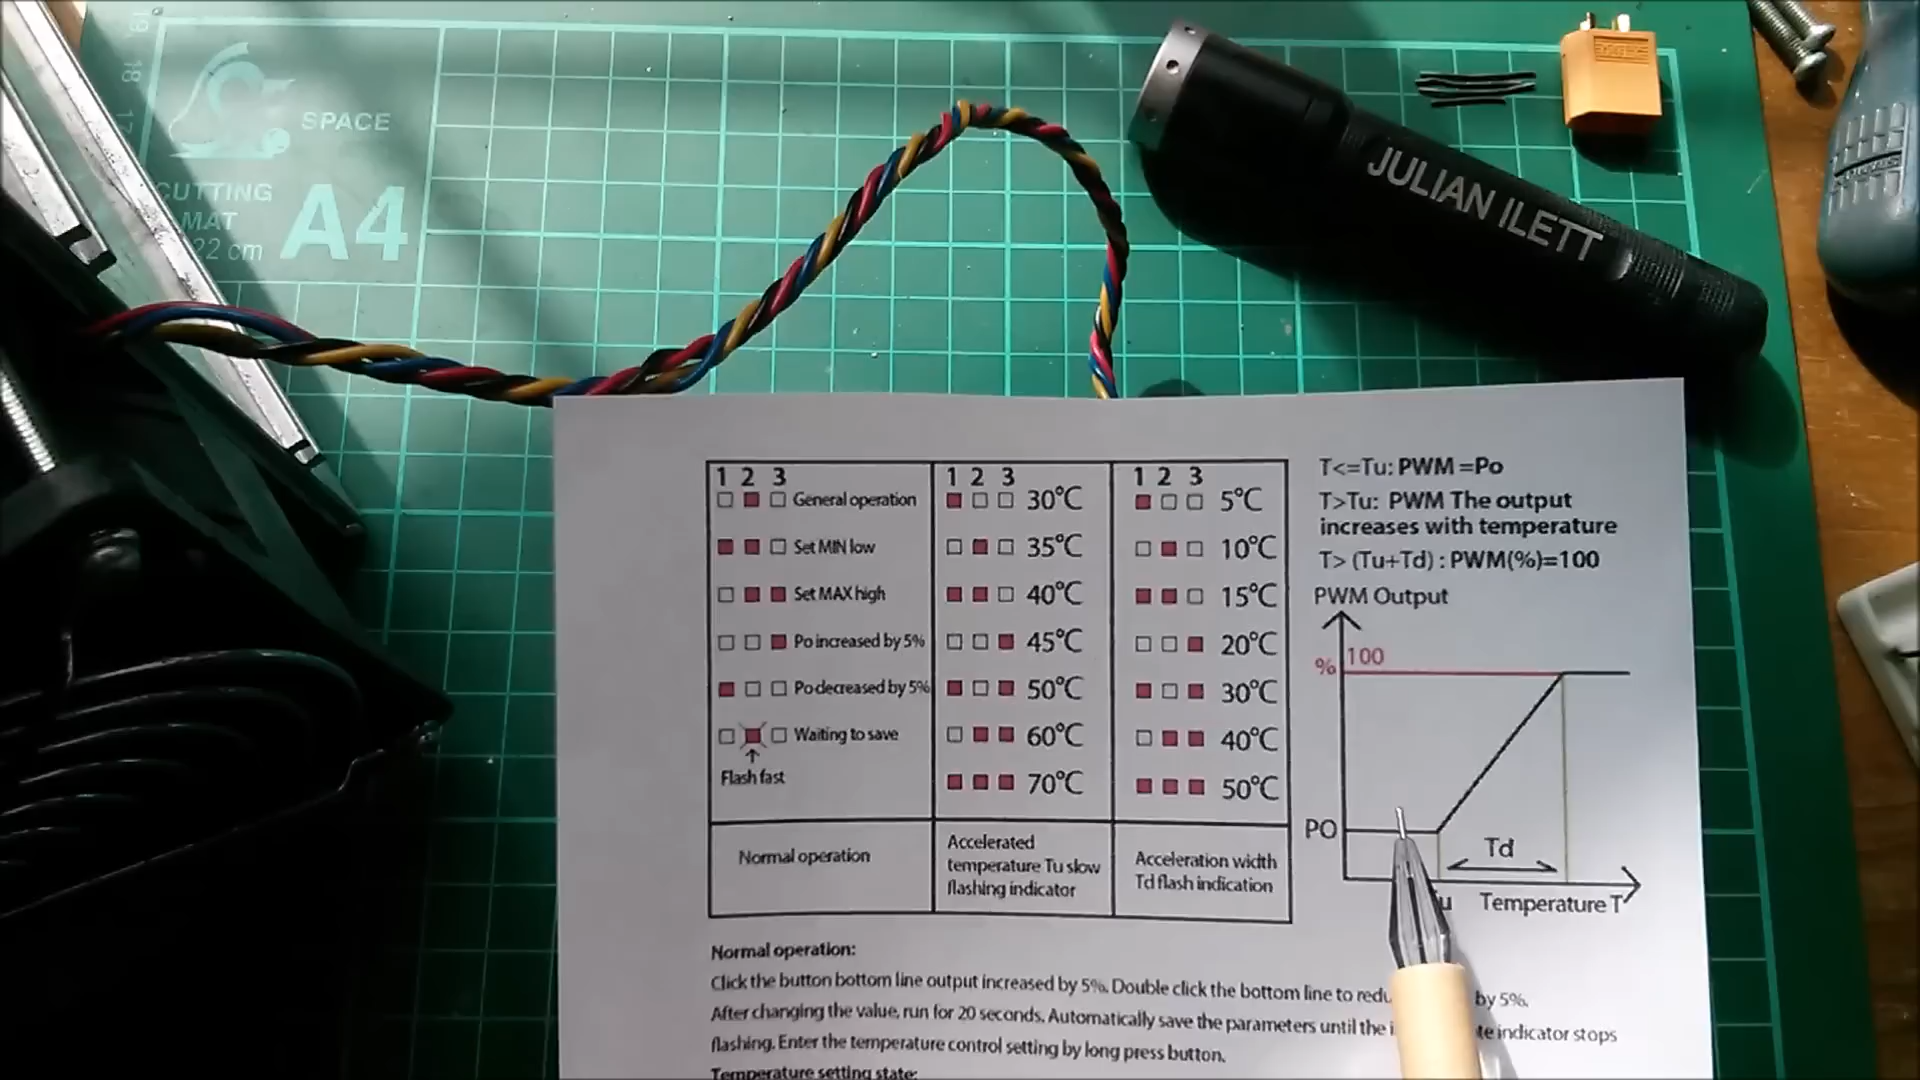 SPACE
CUTTING
MAT
22 cm
A4
19
18
17
JULIAN ILETT
1 2 3
General operation
Set MIN low
Set MAX high
Po increased by 5%
Po decreased by 5%
Waiting to save
Flash fast
Normal operation
1 2 3
30℃
35℃
40℃
45℃
50℃
60℃
70℃
Accelerated
temperature Tu slow
flashing indicator
1 2 3
5℃
10℃
15℃
20℃
30℃
40℃
50℃
Acceleration width
Td flash indication
T<=Tu: PWM =Po
T>Tu: PWM The output
increases with temperature
T> (Tu+Td) : PWM(%)=100
PWM Output
% 100
PO
Td
u Temperature T
Normal operation:
Click the button bottom line output increased by 5%. Double click the bottom line to by 5%.
After changing the value, run for 20 seconds. Automatically save the parameters until the indicator stops
flashing. Enter the temperature control setting by long press button.
Temperature setting state: